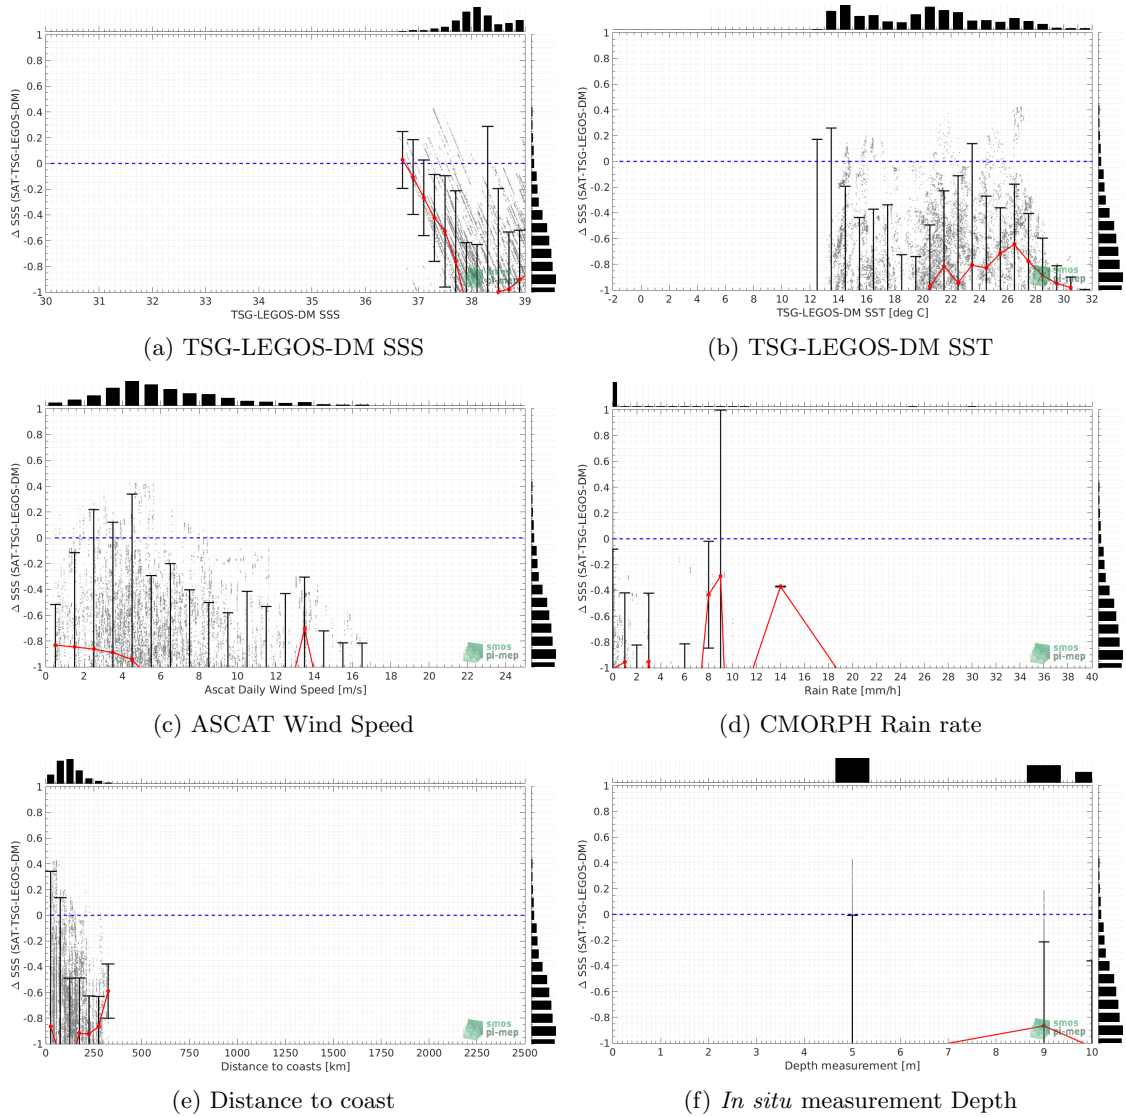 1
0.8
0.6
0.4
0.2
0
-0.2
-0.4
-0.6
-0.8
-1
Δ SSS (SAT-TSG-LEGOS-DM)
30 31 32 33 34 35 36 37 38 39
TSG-LEGOS-DM SSS
smos
pi-mep
(a) TSG-LEGOS-DM SSS
1
0.8
0.6
0.4
0.2
0
-0.2
-0.4
-0.6
-0.8
-1
Δ SSS (SAT-TSG-LEGOS-DM)
-2 0 2 4 6 8 10 12 14 16 18 20 22 24 26 28 30 32
TSG-LEGOS-DM SST [deg C]
smos
pi-mep
(b) TSG-LEGOS-DM SST
1
0.8
0.6
0.4
0.2
0
-0.2
-0.4
-0.6
-0.8
-1
Δ SSS (SAT-TSG-LEGOS-DM)
0 2 4 6 8 10 12 14 16 18 20 22 24
Ascat Daily Wind Speed [m/s]
smos
pi-mep
(c) ASCAT Wind Speed
1
0.8
0.6
0.4
0.2
0
-0.2
-0.4
-0.6
-0.8
-1
Δ SSS (SAT-TSG-LEGOS-DM)
0 2 4 6 8 10 12 14 16 18 20 22 24 26 28 30 32 34 36 38 40
Rain Rate [mm/h]
smos
pi-mep
(d) CMORPH Rain rate
1
0.8
0.6
0.4
0.2
0
-0.2
-0.4
-0.6
-0.8
-1
Δ SSS (SAT-TSG-LEGOS-DM)
0 250 500 750 1000 1250 1500 1750 2000 2250 2500
Distance to coasts [km]
smos
pi-mep
(e) Distance to coast
1
0.8
0.6
0.4
0.2
0
-0.2
-0.4
-0.6
-0.8
-1
Δ SSS (SAT-TSG-LEGOS-DM)
0 1 2 3 4 5 6 7 8 9 10
Depth measurement [m]
smos
pi-mep
(f) In situ measurement Depth